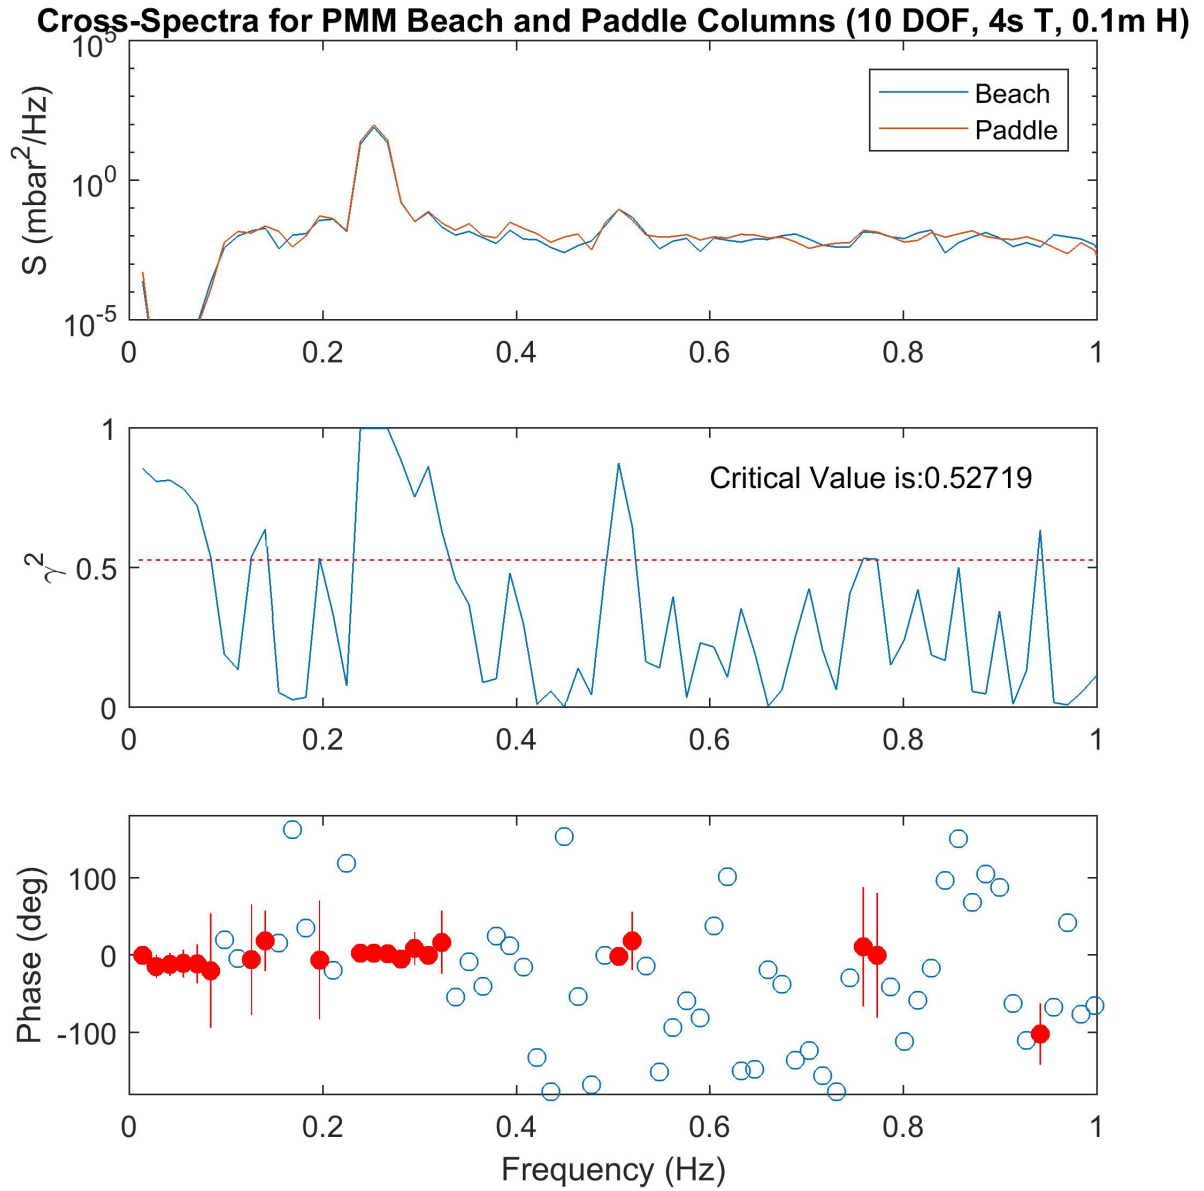 Cross-Spectra for PMM Beach and Paddle Columns (10 DOF, 4s T, 0.1m H)
10^5
Beach
Paddle
S (mbar^2/Hz)
10^0
10^-5
0 0.2 0.4 0.6 0.8 1
1
Critical Value is:0.52719
γ^2
0.5
0
0 0.2 0.4 0.6 0.8 1
100
Phase (deg)
0
-100
0 0.2 0.4 0.6 0.8 1
Frequency (Hz)